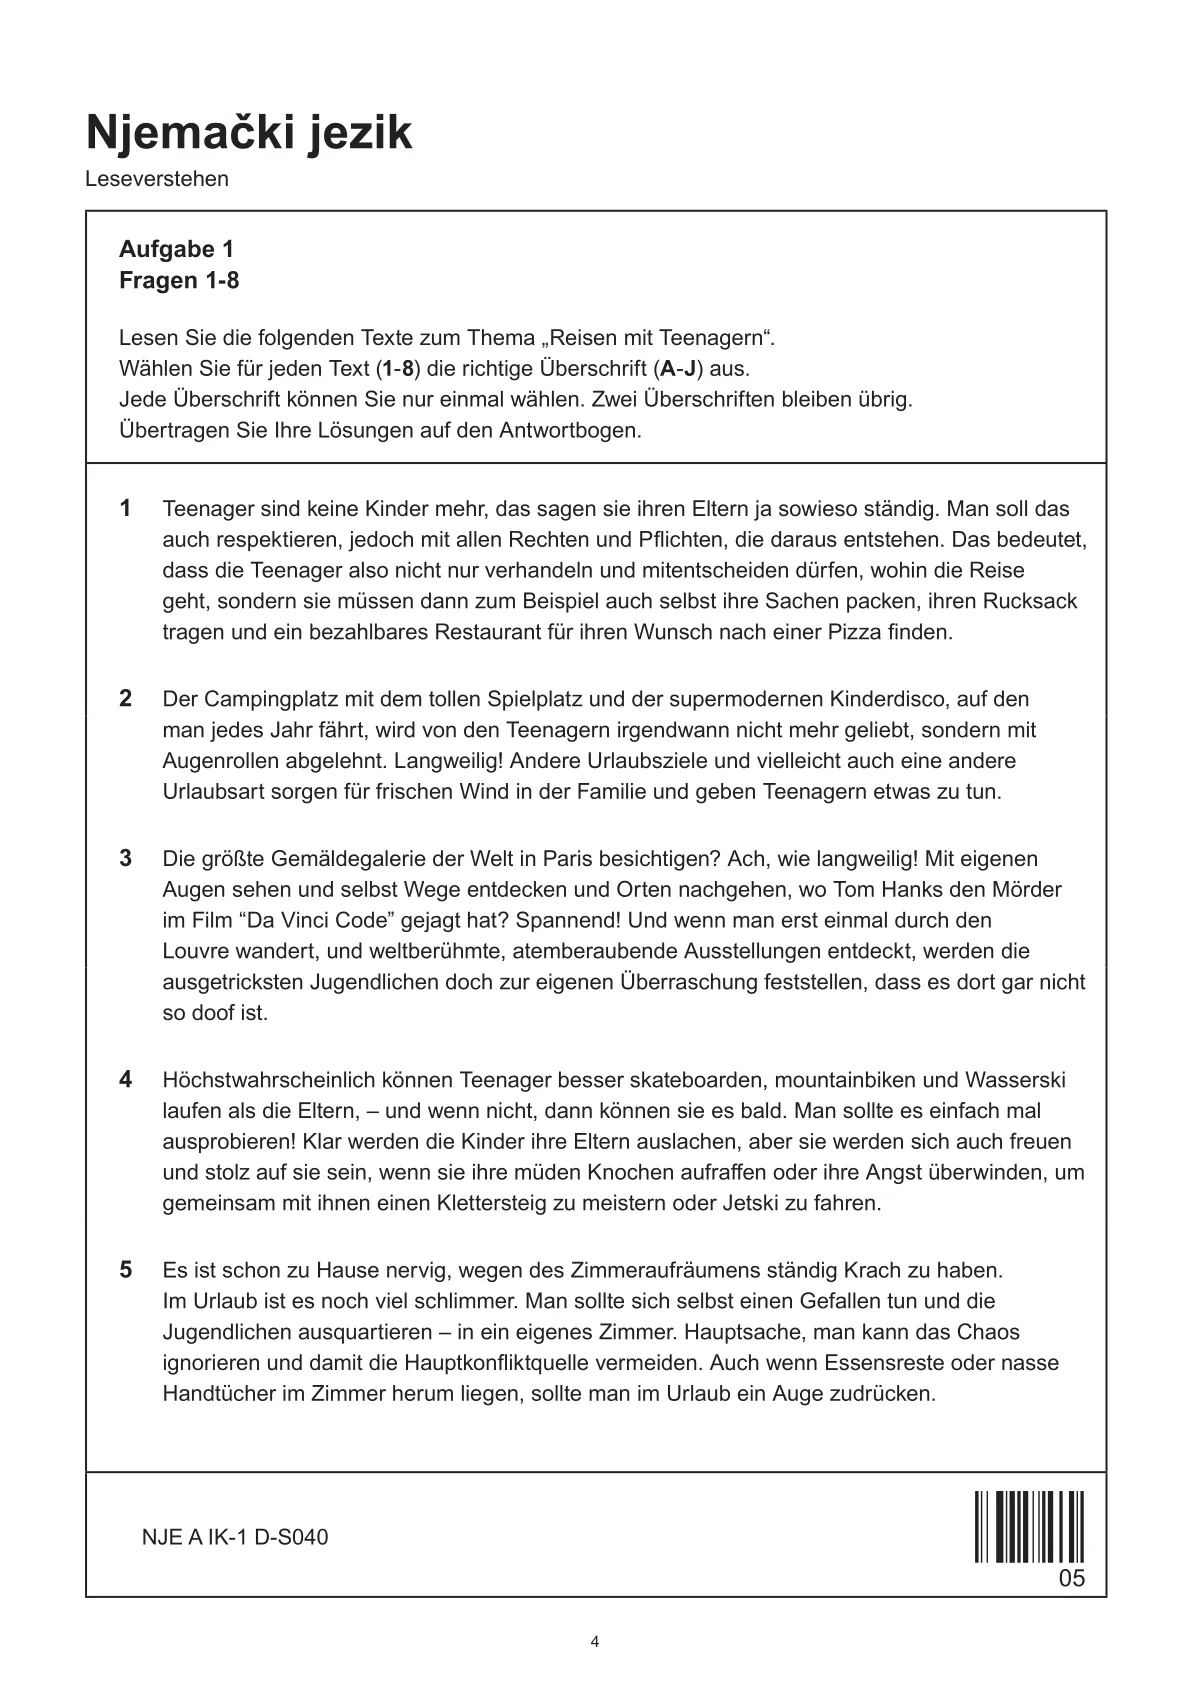 Njemački jezik
Leseverstehen
Aufgabe 1
Fragen 1-8
Lesen Sie die folgenden Texte zum Thema „Reisen mit Teenagern“.
Wählen Sie für jeden Text (1-8) die richtige Überschrift (A-J) aus.
Jede Überschrift können Sie nur einmal wählen. Zwei Überschriften bleiben übrig.
Übertragen Sie Ihre Lösungen auf den Antwortbogen.
1 Teenager sind keine Kinder mehr, das sagen sie ihren Eltern ja sowieso ständig. Man soll das
auch respektieren, jedoch mit allen Rechten und Pflichten, die daraus entstehen. Das bedeutet,
dass die Teenager also nicht nur verhandeln und mitentscheiden dürfen, wohin die Reise
geht, sondern sie müssen dann zum Beispiel auch selbst ihre Sachen packen, ihren Rucksack
tragen und ein bezahlbares Restaurant für ihren Wunsch nach einer Pizza finden.
2 Der Campingplatz mit dem tollen Spielplatz und der supermodernen Kinderdisco, auf den
man jedes Jahr fährt, wird von den Teenagern irgendwann nicht mehr geliebt, sondern mit
Augenrollen abgelehnt. Langweilig! Andere Urlaubsziele und vielleicht auch eine andere
Urlaubsart sorgen für frischen Wind in der Familie und geben Teenagern etwas zu tun.
3 Die größte Gemäldegalerie der Welt in Paris besichtigen? Ach, wie langweilig! Mit eigenen
Augen sehen und selbst Wege entdecken und Orten nachgehen, wo Tom Hanks den Mörder
im Film “Da Vinci Code” gejagt hat? Spannend! Und wenn man erst einmal durch den
Louvre wandert, und weltberühmte, atemberaubende Ausstellungen entdeckt, werden die
ausgetricksten Jugendlichen doch zur eigenen Überraschung feststellen, dass es dort gar nicht
so doof ist.
4 Höchstwahrscheinlich können Teenager besser skateboarden, mountainbiken und Wasserski
laufen als die Eltern, – und wenn nicht, dann können sie es bald. Man sollte es einfach mal
ausprobieren! Klar werden die Kinder ihre Eltern auslachen, aber sie werden sich auch freuen
und stolz auf sie sein, wenn sie ihre müden Knochen aufraffen oder ihre Angst überwinden, um
gemeinsam mit ihnen einen Klettersteig zu meistern oder Jetski zu fahren.
5 Es ist schon zu Hause nervig, wegen des Zimmeraufräumens ständig Krach zu haben.
Im Urlaub ist es noch viel schlimmer. Man sollte sich selbst einen Gefallen tun und die
Jugendlichen ausquartieren – in ein eigenes Zimmer. Hauptsache, man kann das Chaos
ignorieren und damit die Hauptkonfliktquelle vermeiden. Auch wenn Essensreste oder nasse
Handtücher im Zimmer herum liegen, sollte man im Urlaub ein Auge zudrücken.
NJE A IK-1 D-S040
05
4